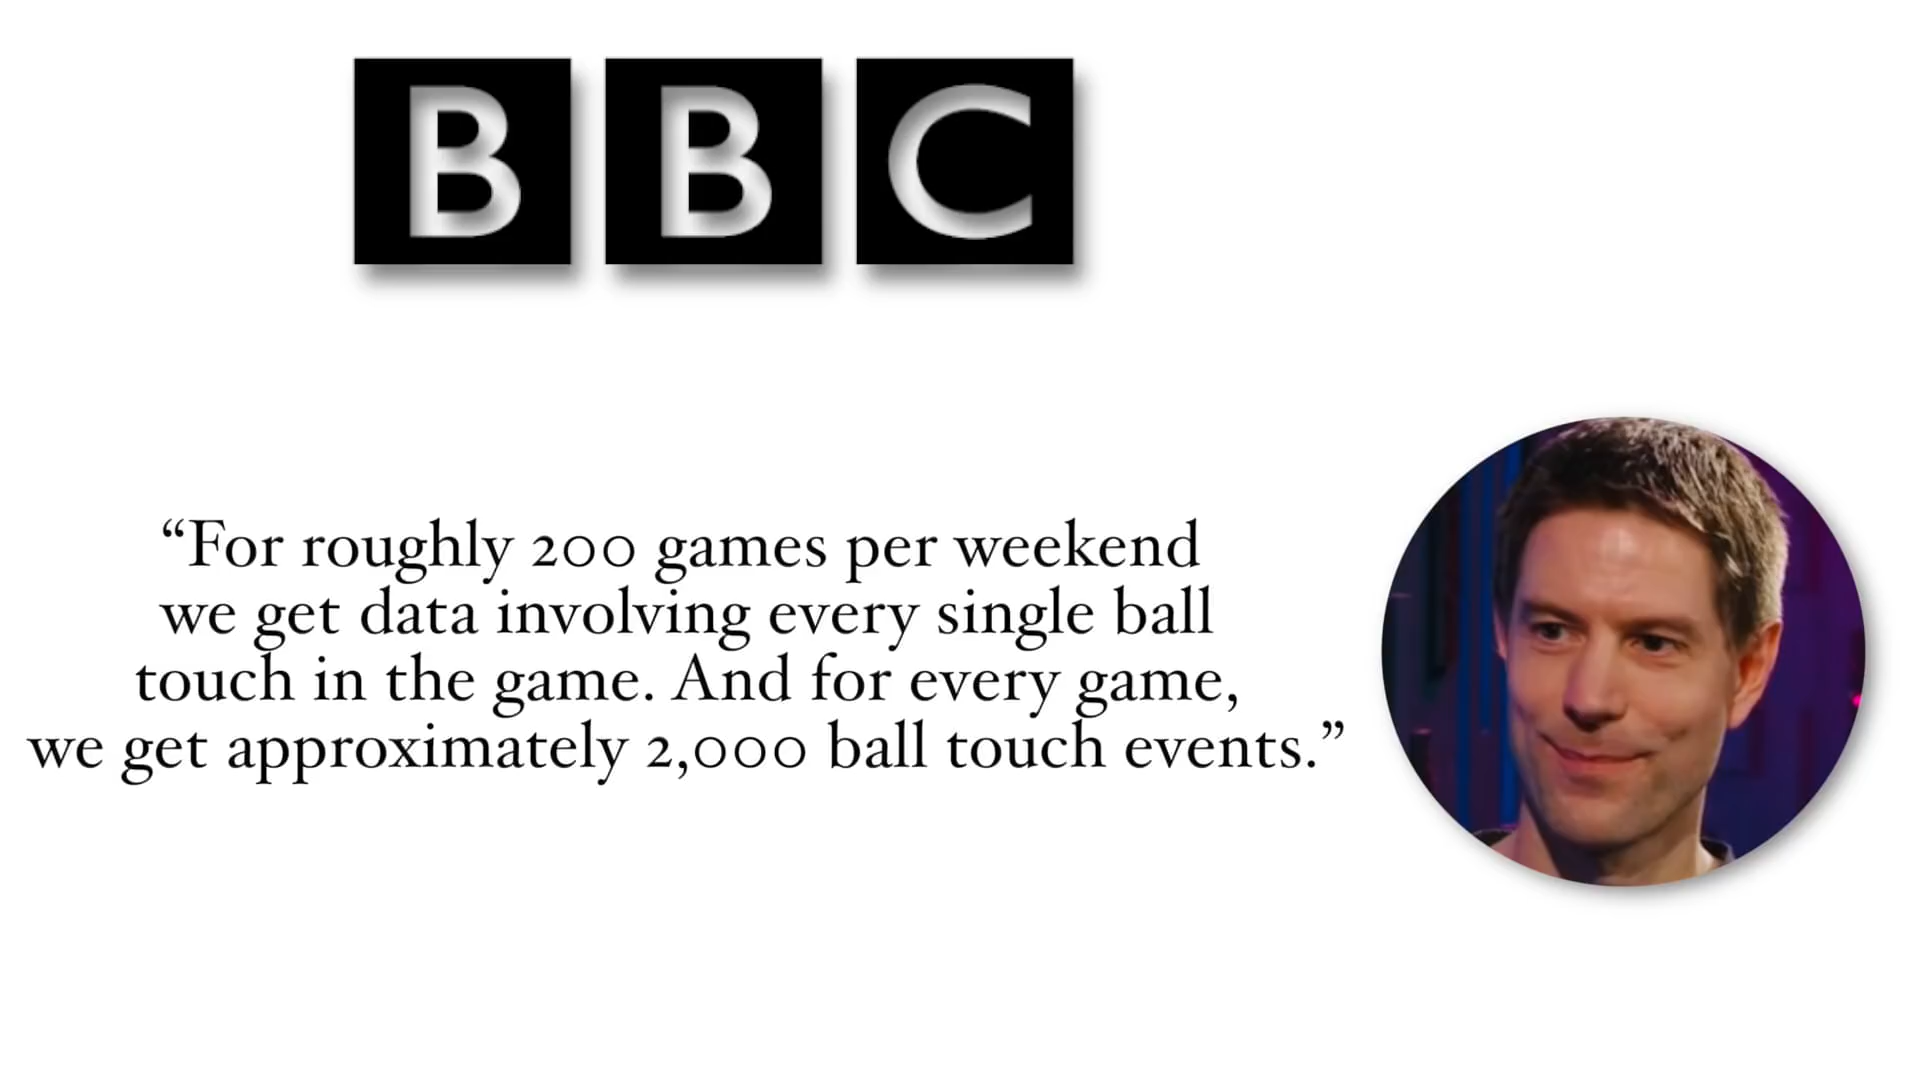 BBC
“For roughly 200 games per weekend
we get data involving every single ball
touch in the game. And for every game,
we get approximately 2,000 ball touch events.”